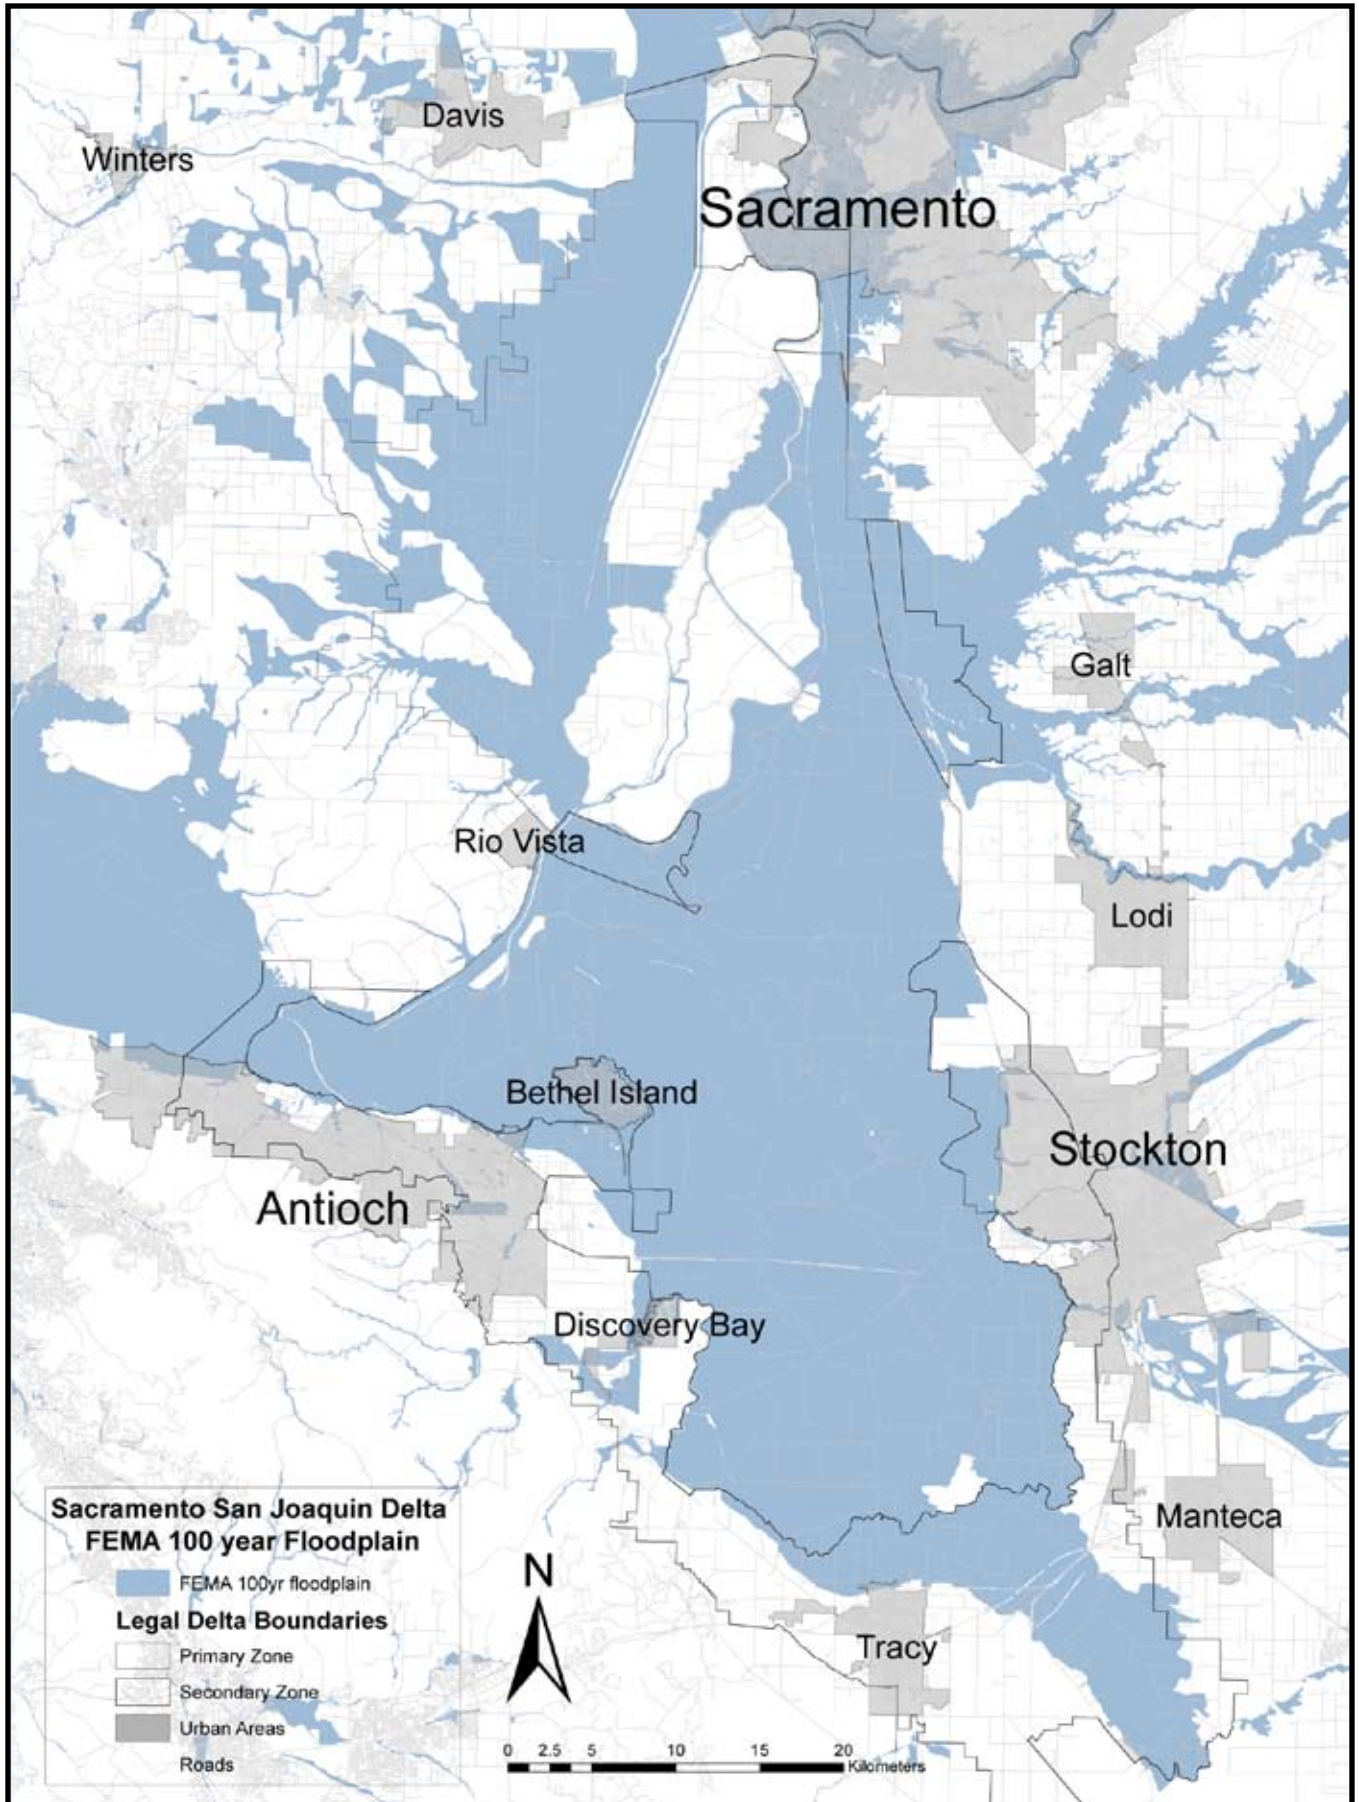 Davis
Winters
Sacramento
Galt
Rio Vista
Lodi
Bethel Island
Stockton
Antioch
Discovery Bay
Manteca
Tracy
Sacramento San Joaquin Delta
FEMA 100 year Floodplain
FEMA 100yr floodplain
Legal Delta Boundaries
Primary Zone
Secondary Zone
Urban Areas
Roads
N
0 2.5 5 10 15 20
Kilometers